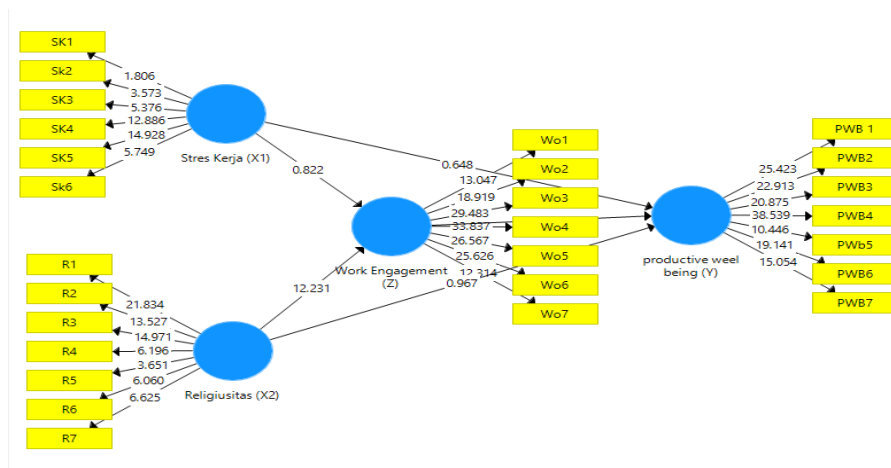 SK1
Sk2
SK3
SK4
SK5
Sk6
1.806
3.573
5.376
12.886
14.928
5.749
Stres Kerja (X1)
0.822
0.648
R1
R2
R3
R4
R5
R6
R7
21.834
13.527
14.971
6.196
3.651
6.060
6.625
Religiusitas (X2)
12.231
0.967
Work Engagement
(Z)
13.047
18.919
29.483
33.837
26.567
25.626
12.314
Wo1
Wo2
Wo3
Wo4
Wo5
Wo6
Wo7
productive weel
being (Y)
25.423
22.913
20.875
38.539
10.446
19.141
15.054
PWB 1
PWB2
PWB3
PWB4
PWb5
PWB6
PWB7